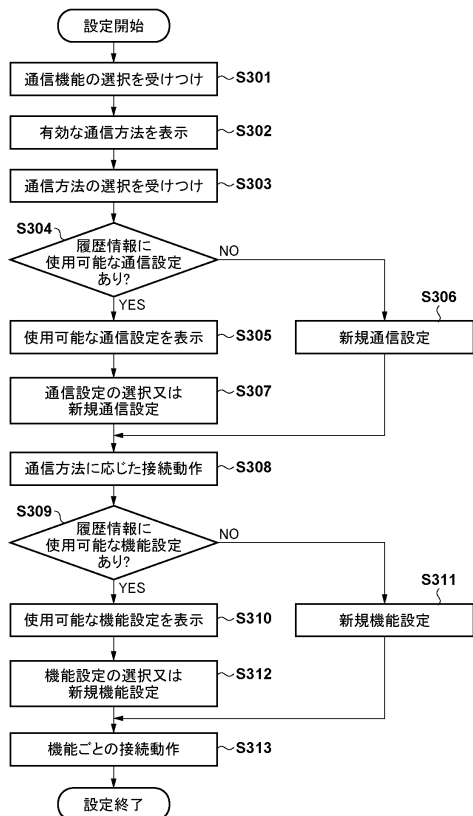 設定開始
通信機能の選択を受けつけ
S301
有効な通信方法を表示
S302
通信方法の選択を受けつけ
S303
S304
履歴情報に
使用可能な通信設定
あり?
NO
YES
S306
使用可能な通信設定を表示
S305
新規通信設定
通信設定の選択又は
新規通信設定
S307
通信方法に応じた接続動作
S308
S309
履歴情報に
使用可能な機能設定
あり?
NO
YES
S311
使用可能な機能設定を表示
S310
新規機能設定
機能設定の選択又は
新規機能設定
S312
機能ごとの接続動作
S313
設定終了